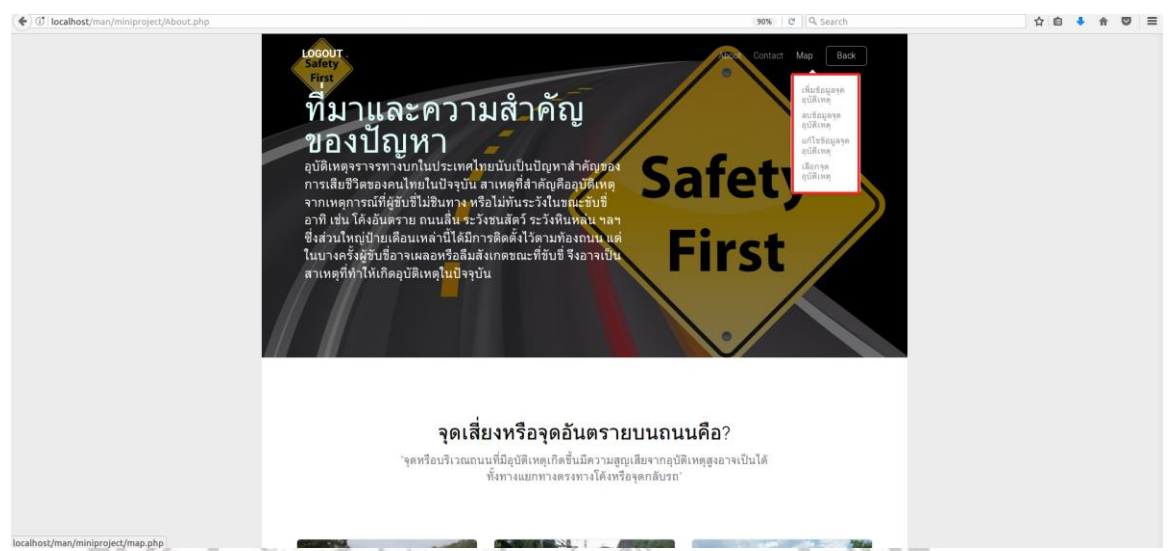 localhost/man/miniproject/About.php
90%
Search
LOGOUT
Safety
First
About Contact Map Back
เพิ่มข้อมูลจุด
อุบัติเหตุ
ลบข้อมูลจุด
อุบัติเหตุ
แก้ไขข้อมูลจุด
อุบัติเหตุ
เลือกจุด
อุบัติเหตุ
ที่มาและความสำคัญ
ของปัญหา
อุบัติเหตุจราจรทางบกในประเทศไทยนับเป็นปัญหาสำคัญของ
การเสียชีวิตของคนไทยในปัจจุบัน สาเหตุที่สำคัญคืออุบัติเหตุ
จากเหตุการณ์ที่ผู้ขับขี่ไม่ชินทาง หรือไม่ทันระวังในขณะขับขี่
อาทิ เช่น โค้งอันตราย ถนนลื่น ระวังชนสัตว์ ระวังหินหล่น ฯลฯ
ซึ่งส่วนใหญ่ป้ายเตือนเหล่านี้ได้มีการติดตั้งไว้ตามท้องถนน แต่
ในบางครั้งผู้ขับขี่อาจเผลอหรือลืมสังเกตขณะที่ขับขี่ จึงอาจเป็น
สาเหตุที่ทำให้เกิดอุบัติเหตุในปัจจุบัน
Safety
First
จุดเสี่ยงหรือจุดอันตรายบนถนนคือ?
"จุดหรือบริเวณถนนที่มีอุบัติเหตุเกิดขึ้นมีความสูญเสียจากอุบัติเหตุสูงอาจเป็นได้
ทั้งทางแยกทางตรงทางโค้งหรือจุดกลับรถ"
localhost/man/miniproject/map.php